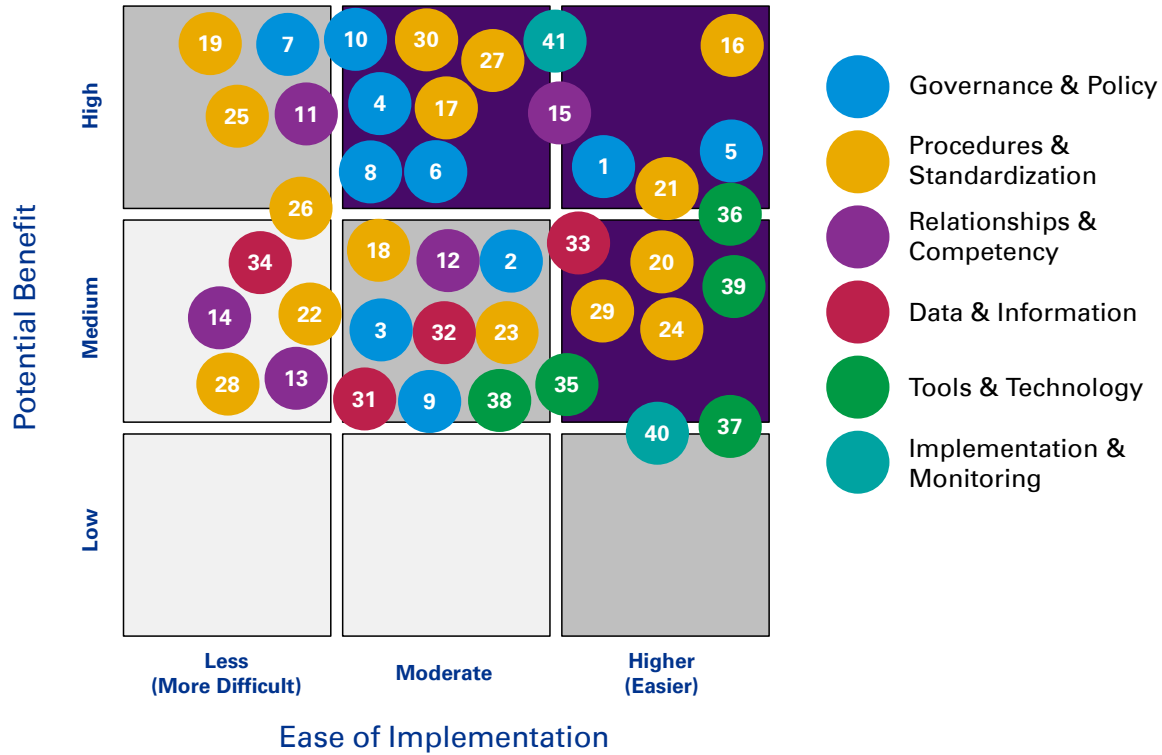 19
7
10
30
27
41
16
25
11
4
17
15
8
6
1
5
21
26
36
34
18
12
2
33
20
39
14
22
3
32
23
29
24
28
13
31
9
38
35
40
37
Potential Benefit
High
Medium
Low
Less
(More Difficult)
Moderate
Higher
(Easier)
Ease of Implementation
Governance & Policy
Procedures &
Standardization
Relationships &
Competency
Data & Information
Tools & Technology
Implementation &
Monitoring